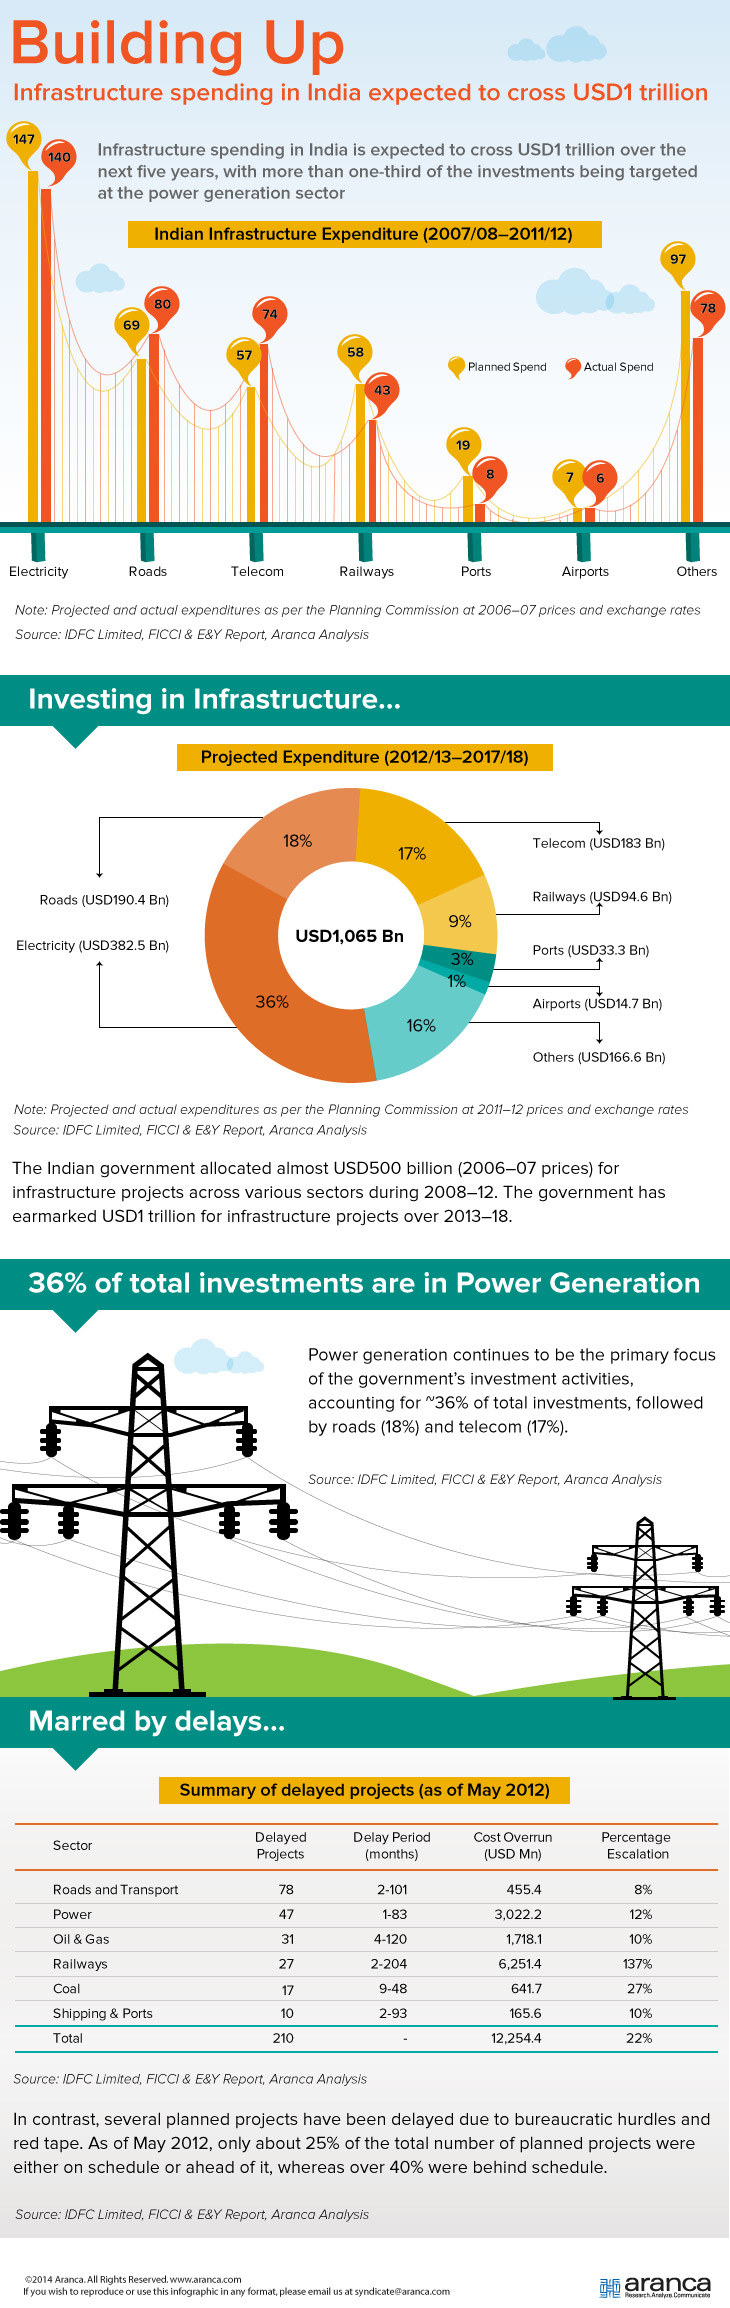 Building Up
Infrastructure spending in India expected to cross USD1 trillion
147
140
Infrastructure spending in India is expected to cross USD1 trillion over the
next five years, with more than one-third of the investments being targeted
at the power generation sector
Indian Infrastructure Expenditure (2007/08–2011/12)
69
80
57
74
58
43
19
8
7
6
97
78
Planned Spend
Actual Spend
Electricity
Roads
Telecom
Railways
Ports
Airports
Others
Note: Projected and actual expenditures as per the Planning Commission at 2006–07 prices and exchange rates
Source: IDFC Limited, FICCI & E&Y Report, Aranca Analysis
Investing in Infrastructure...
Projected Expenditure (2012/13–2017/18)
18%
17%
9%
3%
1%
16%
36%
USD1,065 Bn
Roads (USD190.4 Bn)
Electricity (USD382.5 Bn)
Telecom (USD183 Bn)
Railways (USD94.6 Bn)
Ports (USD33.3 Bn)
Airports (USD14.7 Bn)
Others (USD166.6 Bn)
Note: Projected and actual expenditures as per the Planning Commission at 2011–12 prices and exchange rates
Source: IDFC Limited, FICCI & E&Y Report, Aranca Analysis
The Indian government allocated almost USD500 billion (2006–07 prices) for
infrastructure projects across various sectors during 2008–12. The government has
earmarked USD1 trillion for infrastructure projects over 2013–18.
36% of total investments are in Power Generation
Power generation continues to be the primary focus
of the government's investment activities,
accounting for ~36% of total investments, followed
by roads (18%) and telecom (17%).
Source: IDFC Limited, FICCI & E&Y Report, Aranca Analysis
Marred by delays...
Summary of delayed projects (as of May 2012)
Sector Delayed Projects Delay Period (months) Cost Overrun (USD Mn) Percentage Escalation
Roads and Transport 78 2-101 455.4 8%
Power 47 1-83 3,022.2 12%
Oil & Gas 31 4-120 1,718.1 10%
Railways 27 2-204 6,251.4 137%
Coal 17 9-48 641.7 27%
Shipping & Ports 10 2-93 165.6 10%
Total 210 - 12,254.4 22%
Source: IDFC Limited, FICCI & E&Y Report, Aranca Analysis
In contrast, several planned projects have been delayed due to bureaucratic hurdles and
red tape. As of May 2012, only about 25% of the total number of planned projects were
either on schedule or ahead of it, whereas over 40% were behind schedule.
Source: IDFC Limited, FICCI & E&Y Report, Aranca Analysis
©2014 Aranca. All Rights Reserved. www.aranca.com
If you wish to reproduce or use this infographic in any format, please email us at syndicate@aranca.com
aranca
Research.Analyze.Communicate